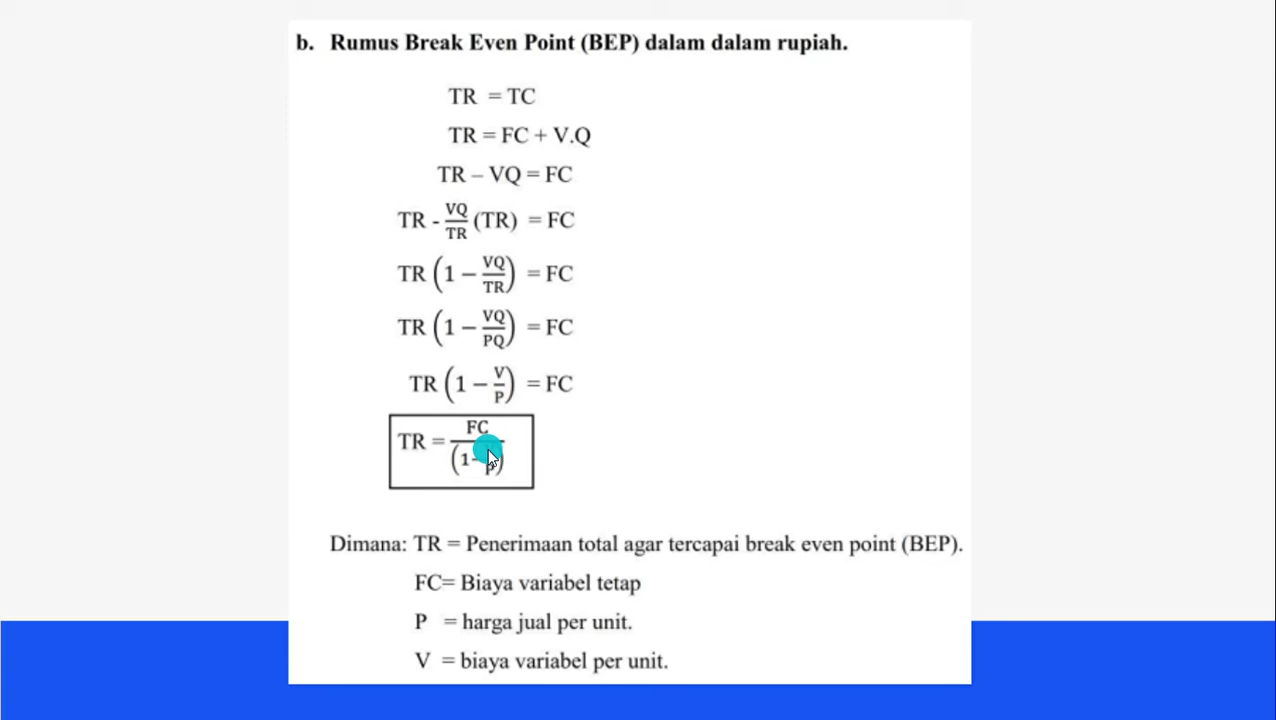 b. Rumus Break Even Point (BEP) dalam dalam rupiah.
TR = TC
TR = FC + V.Q
TR – VQ = FC
TR - VQ/TR (TR) = FC
TR (1 − VQ/TR) = FC
TR (1 − VQ/PQ) = FC
TR (1 − V/P) = FC
TR = FC/(1− /P)
Dimana: TR = Penerimaan total agar tercapai break even point (BEP).
FC= Biaya variabel tetap
P = harga jual per unit.
V = biaya variabel per unit.